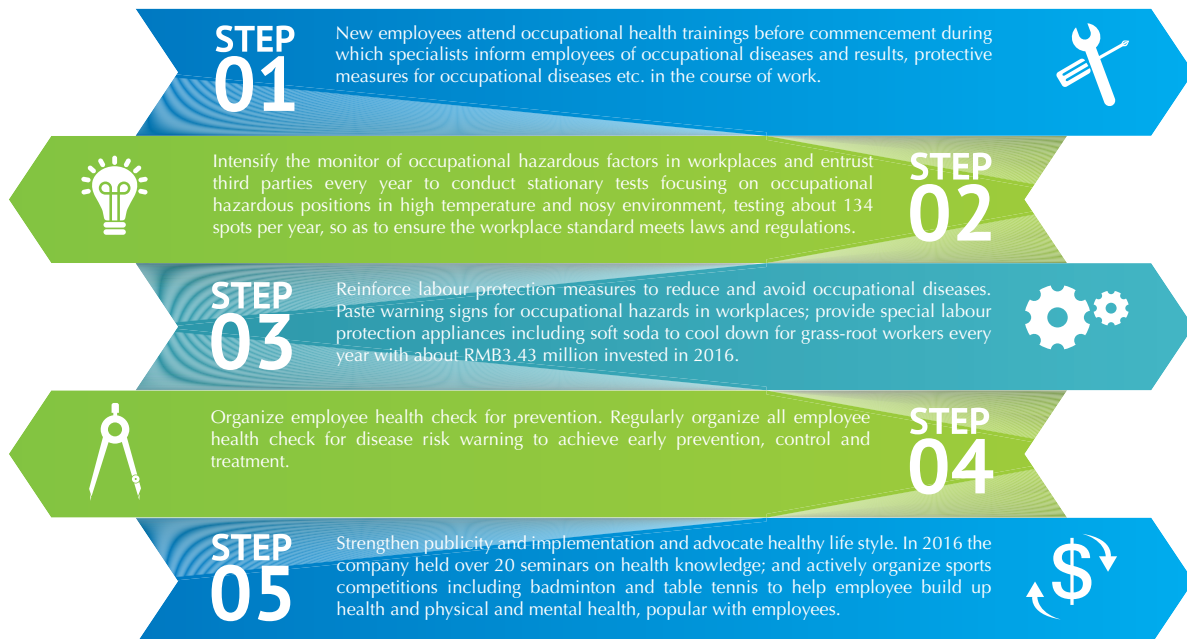 STEP
01
New employees attend occupational health trainings before commencement during
which specialists inform employees of occupational diseases and results, protective
measures for occupational diseases etc. in the course of work.
Intensify the monitor of occupational hazardous factors in workplaces and entrust
third parties every year to conduct stationary tests focusing on occupational
hazardous positions in high temperature and nosy environment, testing about 134
spots per year, so as to ensure the workplace standard meets laws and regulations.
STEP
02
STEP
03
Reinforce labour protection measures to reduce and avoid occupational diseases.
Paste warning signs for occupational hazards in workplaces; provide special labour
protection appliances including soft soda to cool down for grass-root workers every
year with about RMB3.43 million invested in 2016.
Organize employee health check for prevention. Regularly organize all employee
health check for disease risk warning to achieve early prevention, control and
treatment.
STEP
04
STEP
05
Strengthen publicity and implementation and advocate healthy life style. In 2016 the
company held over 20 seminars on health knowledge; and actively organize sports
competitions including badminton and table tennis to help employee build up
health and physical and mental health, popular with employees.
$